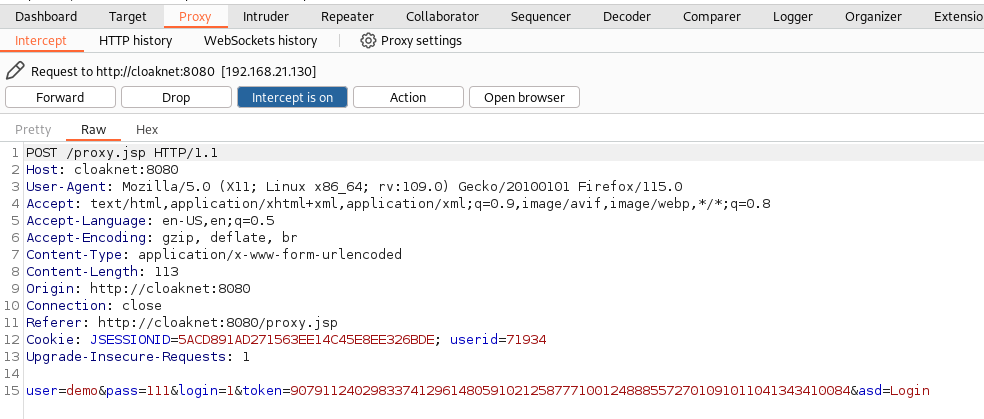 Dashboard Target Proxy Intruder Repeater Collaborator Sequencer Decoder Comparer Logger Organizer Extensio
Intercept HTTP history WebSockets history Proxy settings
Request to http://cloaknet:8080 [192.168.21.130]
Forward Drop Intercept is on Action Open browser
Pretty Raw Hex
1 POST /proxy.jsp HTTP/1.1
2 Host: cloaknet:8080
3 User-Agent: Mozilla/5.0 (X11; Linux x86_64; rv:109.0) Gecko/20100101 Firefox/115.0
4 Accept: text/html,application/xhtml+xml,application/xml;q=0.9,image/avif,image/webp,*/*;q=0.8
5 Accept-Language: en-US,en;q=0.5
6 Accept-Encoding: gzip, deflate, br
7 Content-Type: application/x-www-form-urlencoded
8 Content-Length: 113
9 Origin: http://cloaknet:8080
10 Connection: close
11 Referer: http://cloaknet:8080/proxy.jsp
12 Cookie: JSESSIONID=5ACD891AD271563EE14C45E8EE326BDE; userid=71934
13 Upgrade-Insecure-Requests: 1
14
15 user=demo&pass=111&login=1&token=90791124029833741296148059102125877710012488855727010910110413434100​84&asd=Login